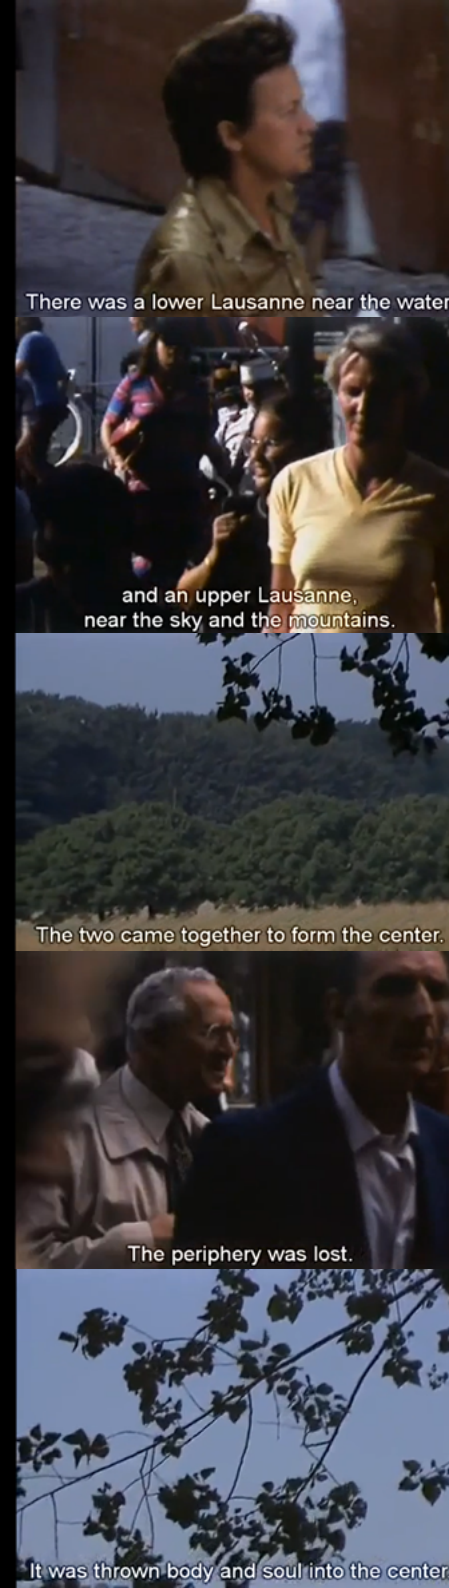 There was a lower Lausanne near the water
and an upper Lausanne,
near the sky and the mountains.
The two came together to form the center.
The periphery was lost.
It was thrown body and soul into the center